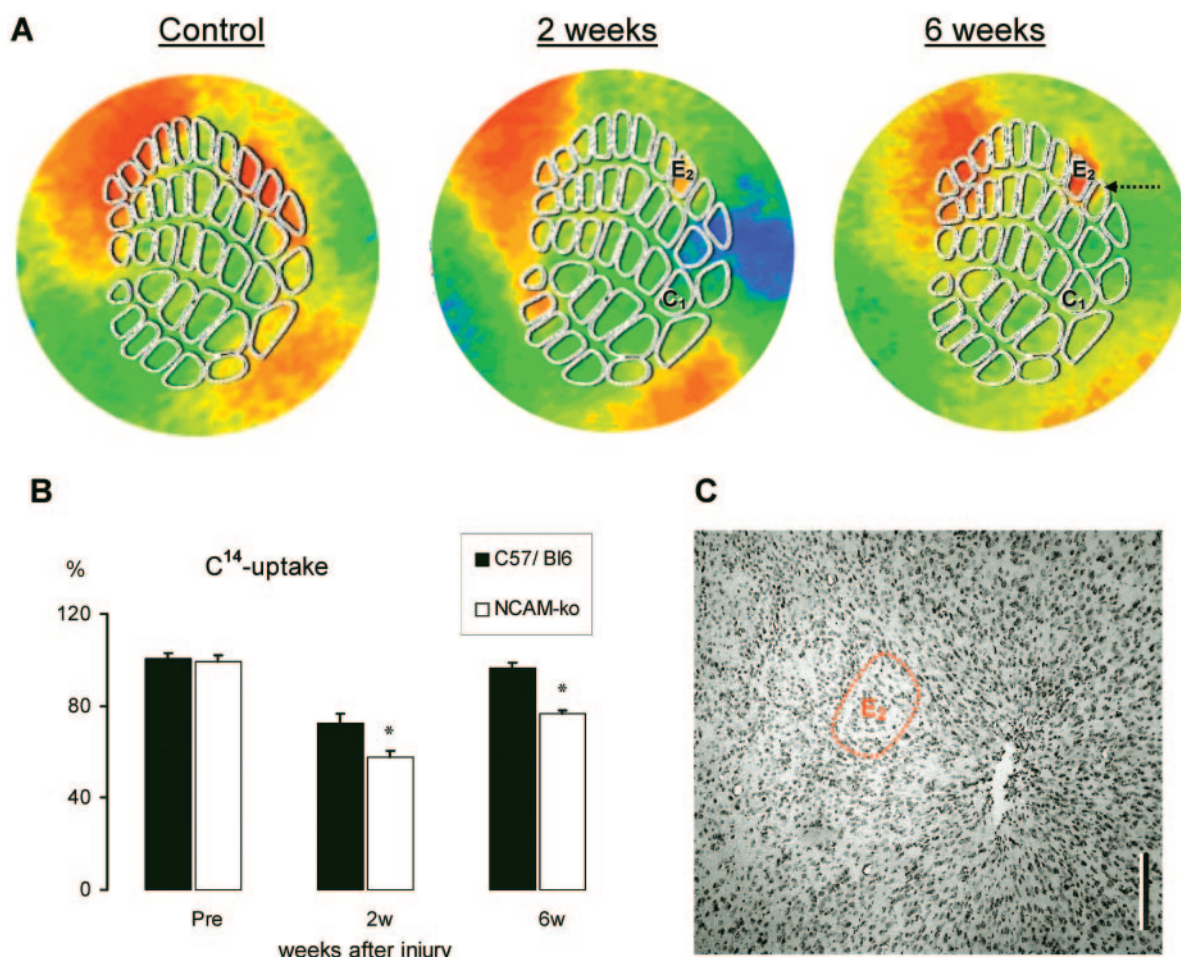 A
Control
2 weeks
6 weeks
E₂
C₁
E₂
C₁
B
C¹⁴-uptake
%
C57/ Bl6
NCAM-ko
120
80
40
0
*
*
Pre
2w
6w
weeks after injury
C
E₂